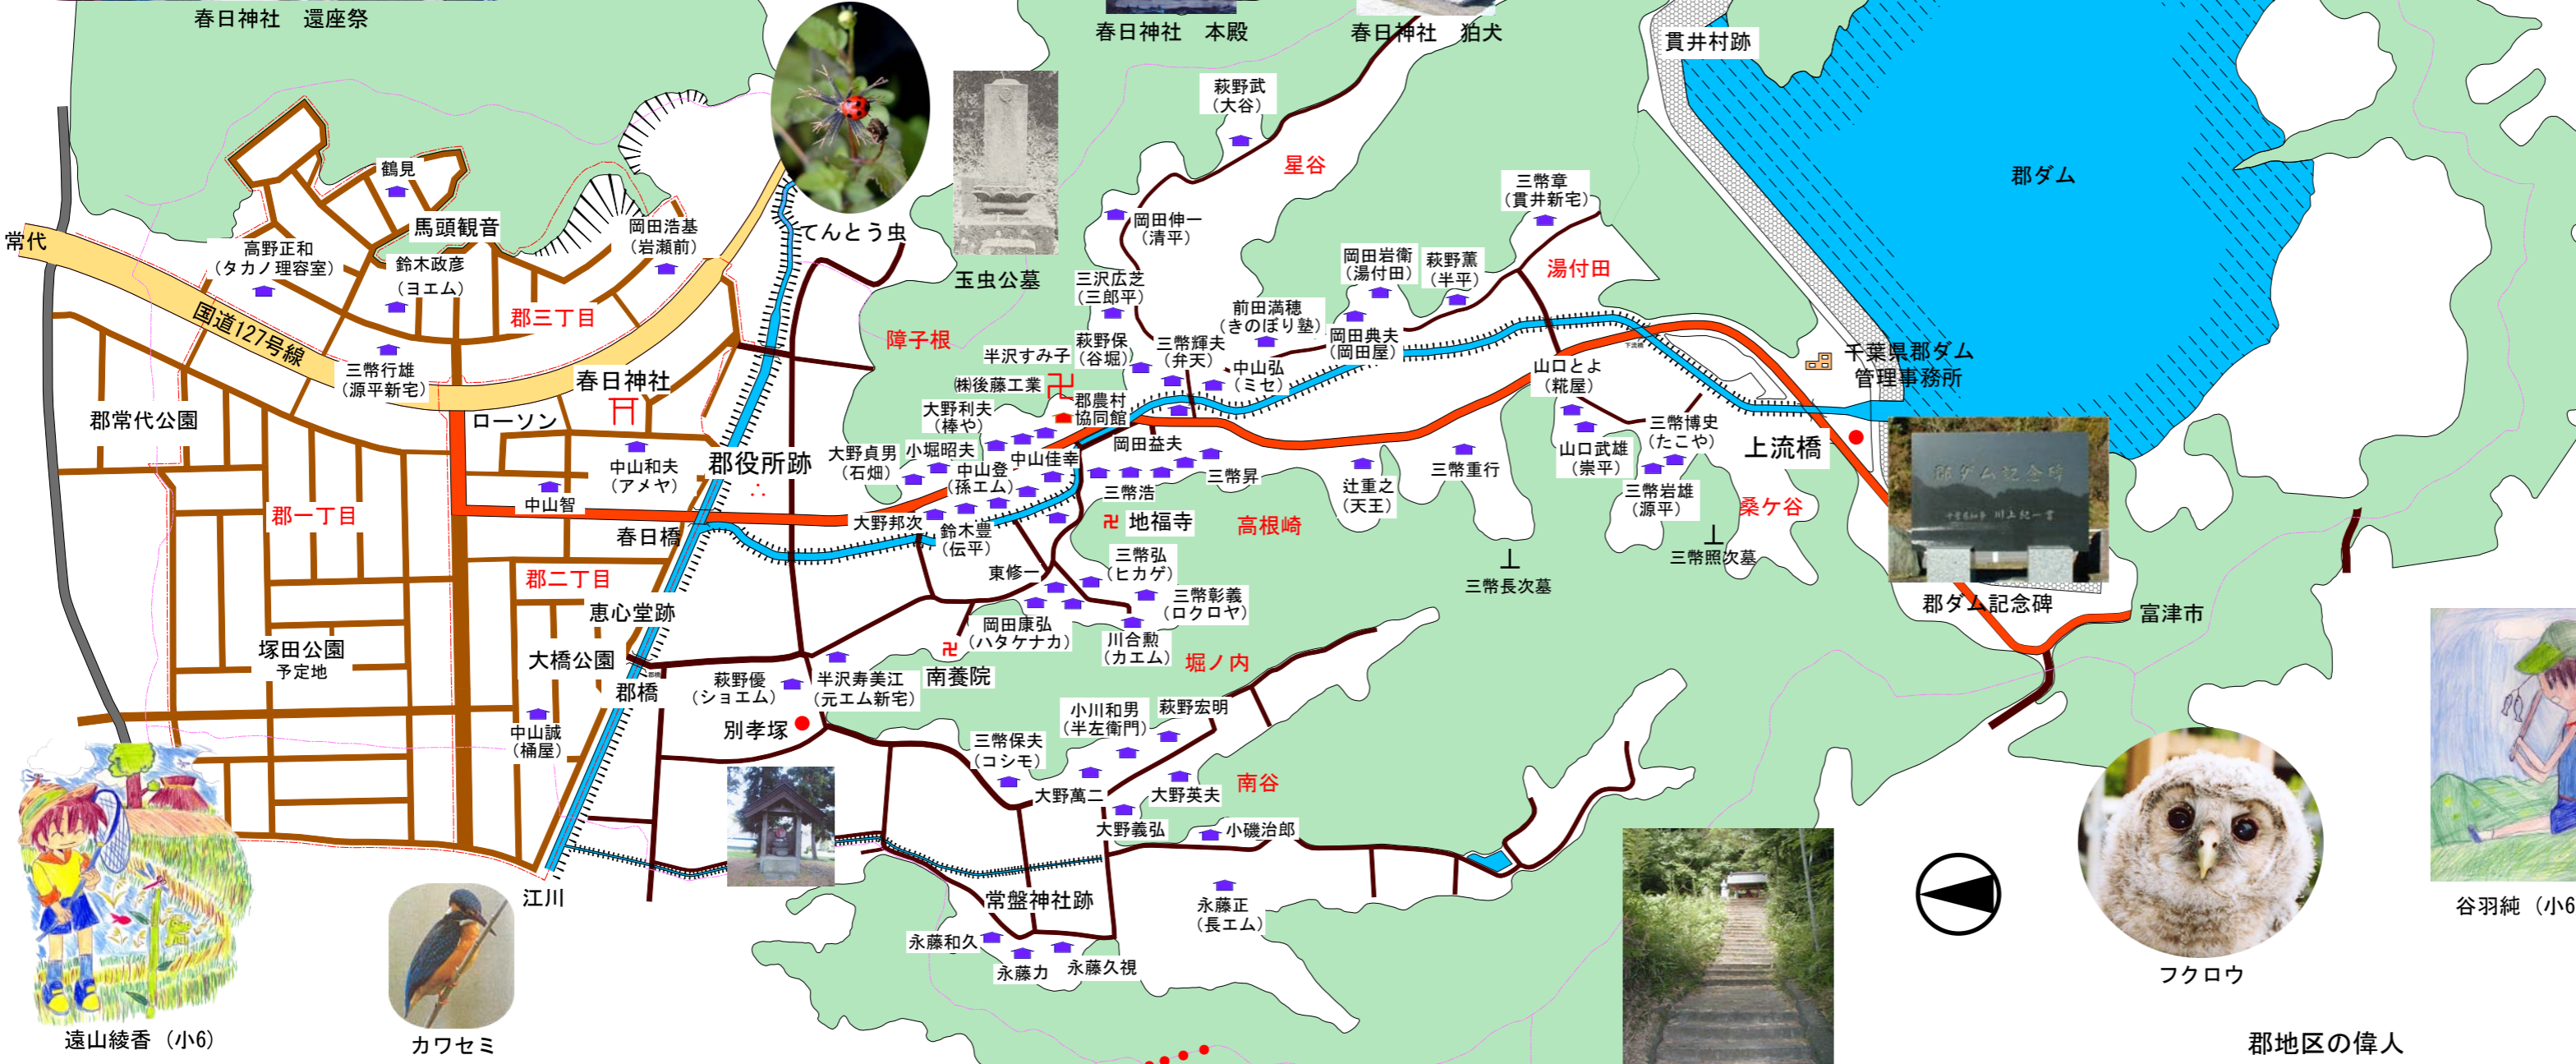 春日神社　還座祭
春日神社　本殿
春日神社　狛犬
貫井村跡
萩野武
（大谷）
鶴見
星谷
郡ダム
三幣章
（貫井新宅）
岡田伸一
（清平）
馬頭観音
岡田浩基
（岩瀬前）
てんとう虫
常代
高野正和
（タカノ理容室）
鈴木政彦
（ヨエム）
玉虫公墓
三沢広芝
（三郎平）
岡田岩衛
（湯付田）
萩野薫
（半平）
湯付田
国道127号線
郡三丁目
障子根
前田満穂
（きのぼり塾）
岡田典夫
（岡田屋）
萩野保
（谷堀）
三幣輝夫
（弁天）
半沢すみ子
中山弘
（ミセ）
千葉県郡ダム
管理事務所
三幣行雄
（源平新宅）
春日神社
㈱後藤工業
山口とよ
（糀屋）
郡常代公園
ローソン
大野利夫
（棒や）
郡農村
協同館
岡田益夫
三幣博史
（たこや）
上流橋
郡役所跡
大野貞男
（石畑）
小堀昭夫
中山登
（孫エム）
中山佳幸
中山和夫
（アメヤ）
三幣昇
三幣重行
山口武雄
（崇平）
郡ダム記念碑
中山智
三幣浩
辻重之
（天王）
三幣岩雄
（源平）
桑ケ谷
郡一丁目
春日橋
大野邦次
鈴木豊
（伝平）
地福寺
高根崎
三幣照次墓
東修一
三幣弘
（ヒカゲ）
三幣長次墓
郡二丁目
恵心堂跡
三幣彰義
（ロクロヤ）
郡ダム記念碑
富津市
岡田康弘
（ハタケナカ）
川合勲
（カエム）
塚田公園
予定地
大橋公園
堀ノ内
南養院
郡橋
萩野優
（ショエム）
半沢寿美江
（元エム新宅）
別孝塚
小川和男
（半左衛門）
萩野宏明
中山誠
（桶屋）
三幣保夫
（コシモ）
大野萬二
大野英夫
南谷
大野義弘
小磯治郎
江川
常盤神社跡
永藤正
（長エム）
永藤和久
永藤力
永藤久視
谷羽純（小6
フクロウ
遠山綾香（小6）
カワセミ
郡地区の偉人